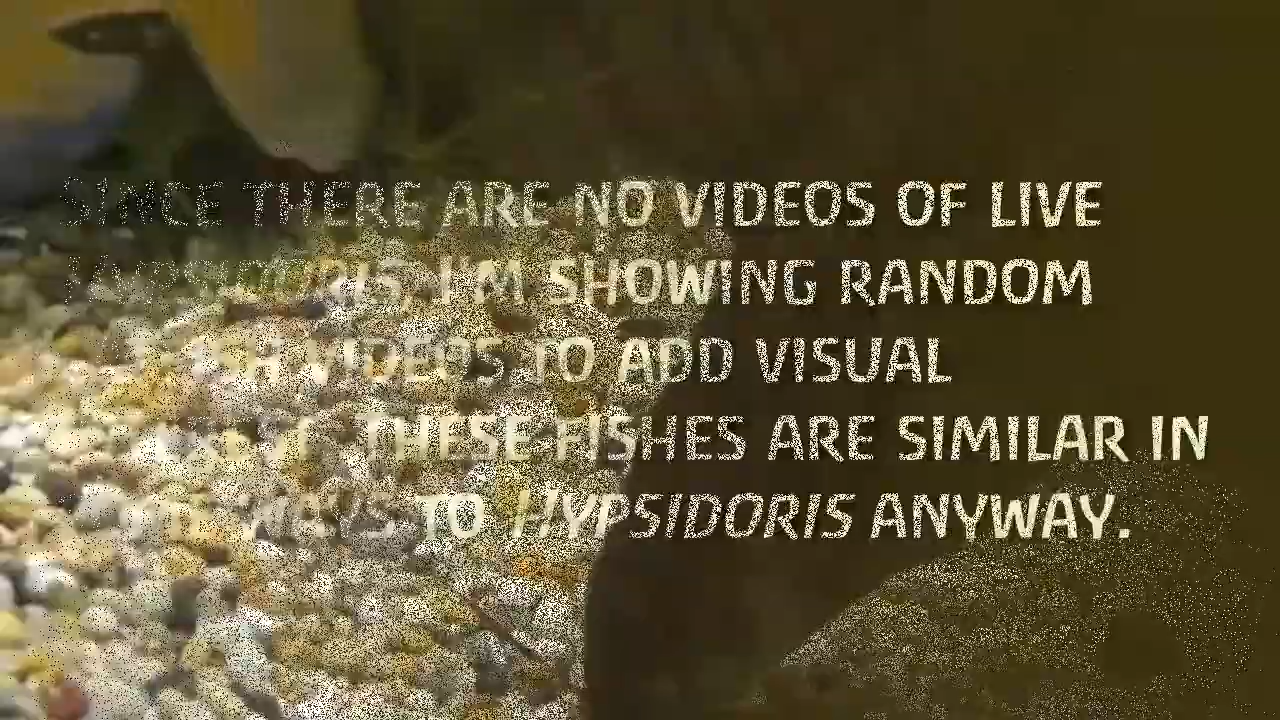 SINCE THERE ARE NO VIDEOS OF LIVE
HYPSIDORIS, I'M SHOWING RANDOM
FISH VIDEOS TO ADD VISUAL
THESE FISHES ARE SIMILAR IN
WAYS TO HYPSIDORIS ANYWAY.